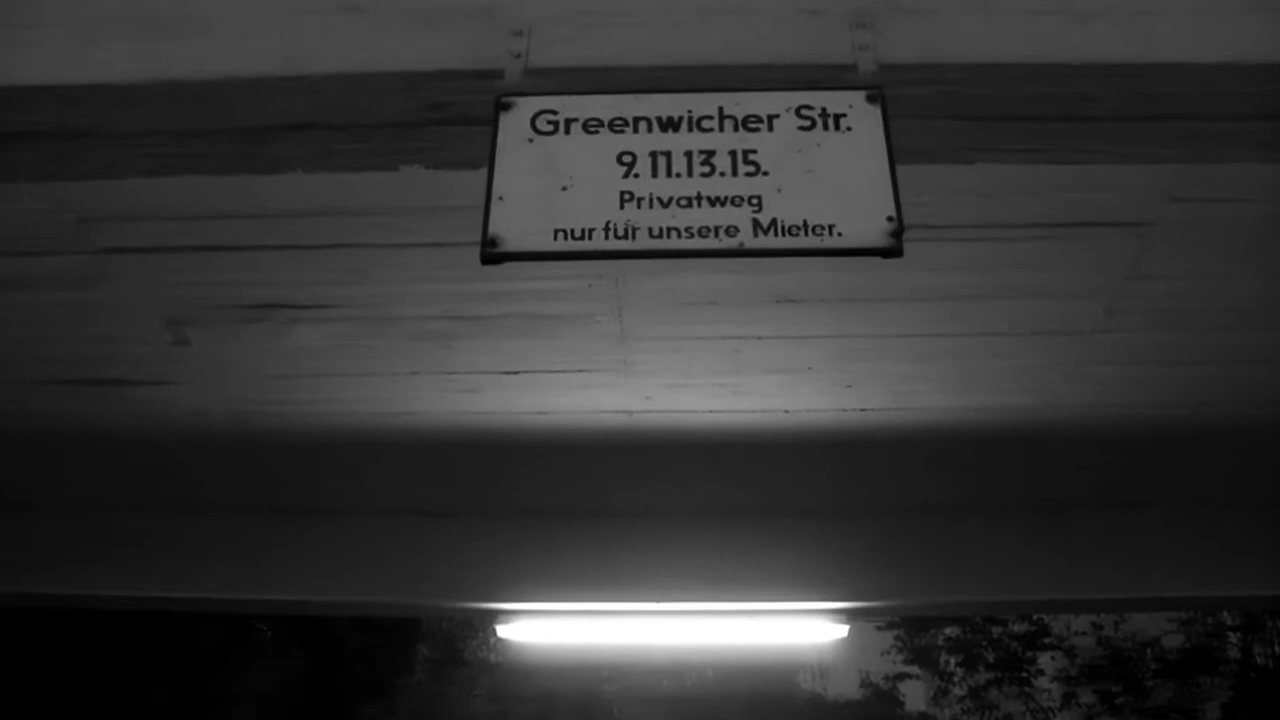 Greenwicher Str.
9. 11. 13. 15.
Privatweg
nur für unsere Mieter.